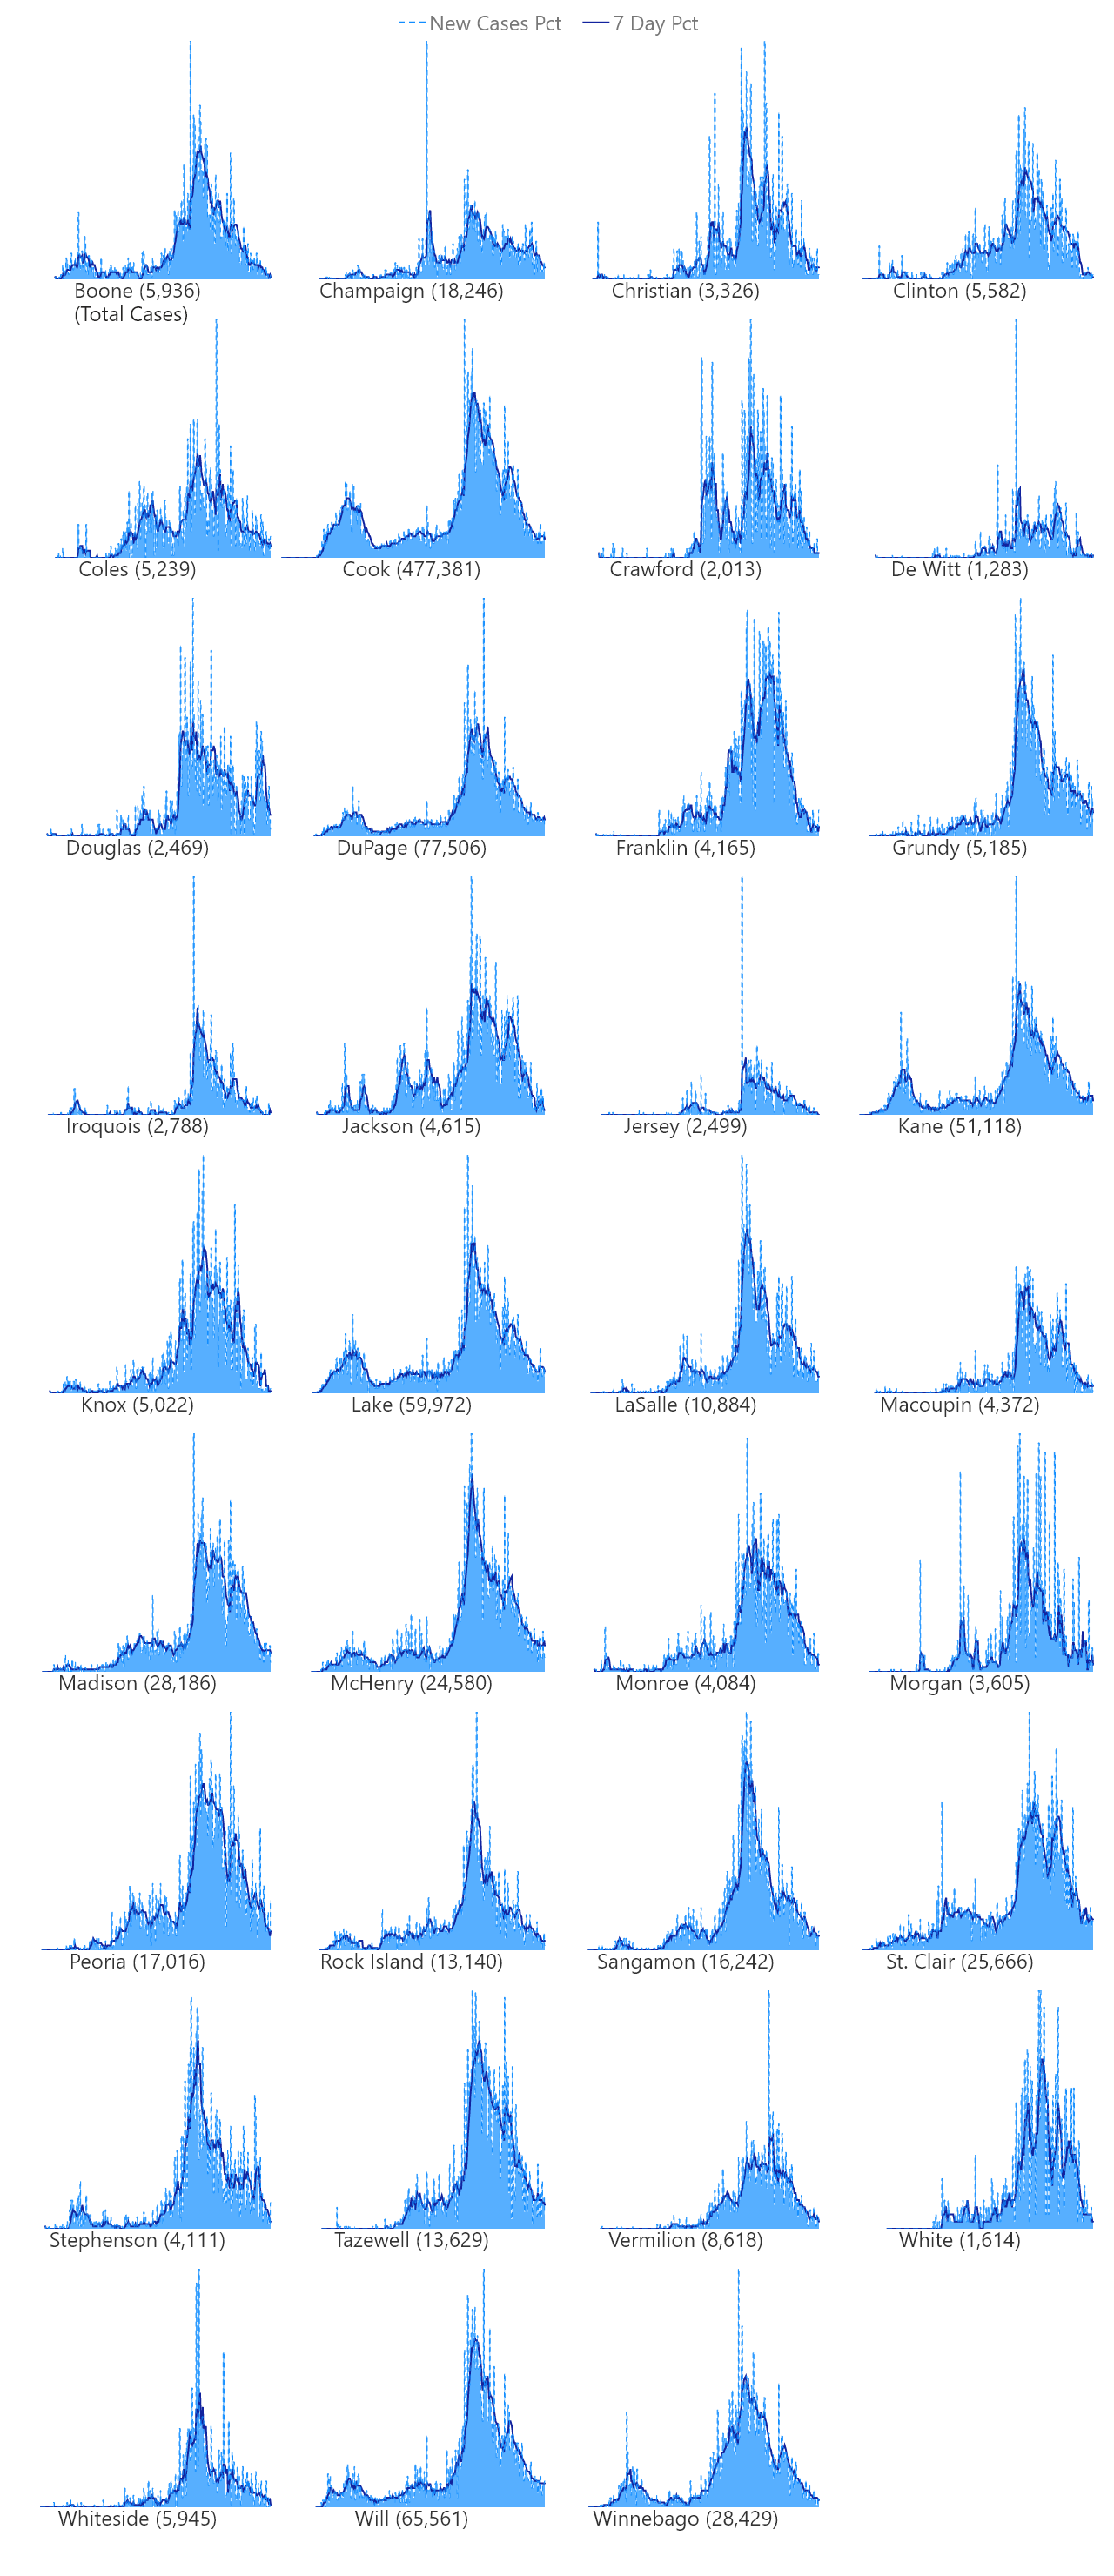 New Cases Pct 7 Day Pct
Boone (5,936) Champaign (18,246) Christian (3,326) Clinton (5,582)
(Total Cases)
Coles (5,239) Cook (477,381) Crawford (2,013) De Witt (1,283)
Douglas (2,469) DuPage (77,506) Franklin (4,165) Grundy (5,185)
Iroquois (2,788) Jackson (4,615) Jersey (2,499) Kane (51,118)
Knox (5,022) Lake (59,972) LaSalle (10,884) Macoupin (4,372)
Madison (28,186) McHenry (24,580) Monroe (4,084) Morgan (3,605)
Peoria (17,016) Rock Island (13,140) Sangamon (16,242) St. Clair (25,666)
Stephenson (4,111) Tazewell (13,629) Vermilion (8,618) White (1,614)
Whiteside (5,945) Will (65,561) Winnebago (28,429)